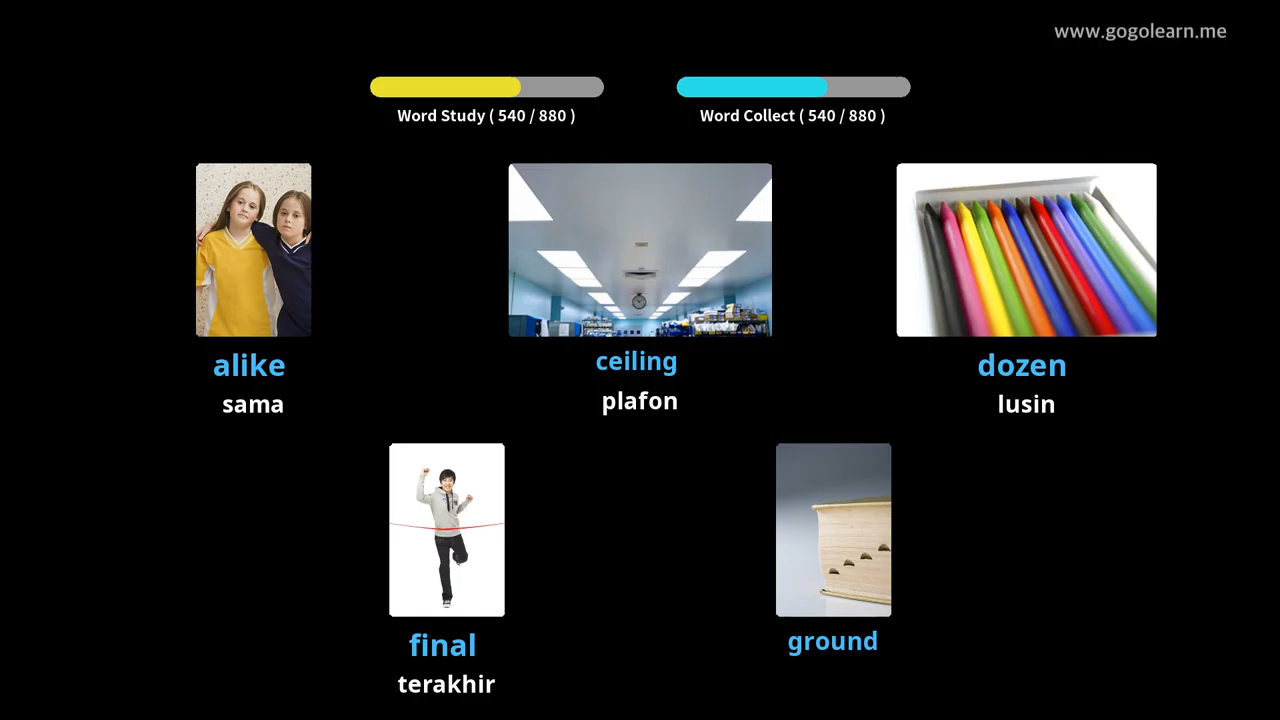 www.gogolearn.me
Word Study ( 540 / 880 )
Word Collect ( 540 / 880 )
alike
sama
ceiling
plafon
dozen
lusin
final
terakhir
ground